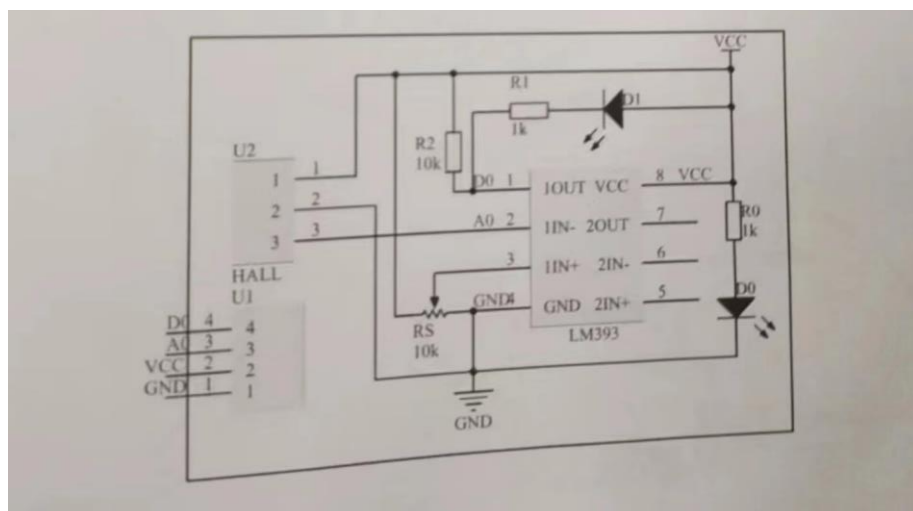 VCC
R1
D1
1k
R2
10k
U2
1 1
2 2
3 3
HALL
D0 1 1OUT VCC 8 VCC
A0 2 1IN- 2OUT 7
3 1IN+ 2IN- 6
GND 4 GND 2IN+ 5
LM393
R0
1k
D0
RS
10k
U1
D0 4 4
A0 3 3
VCC 2 2
GND 1 1
GND